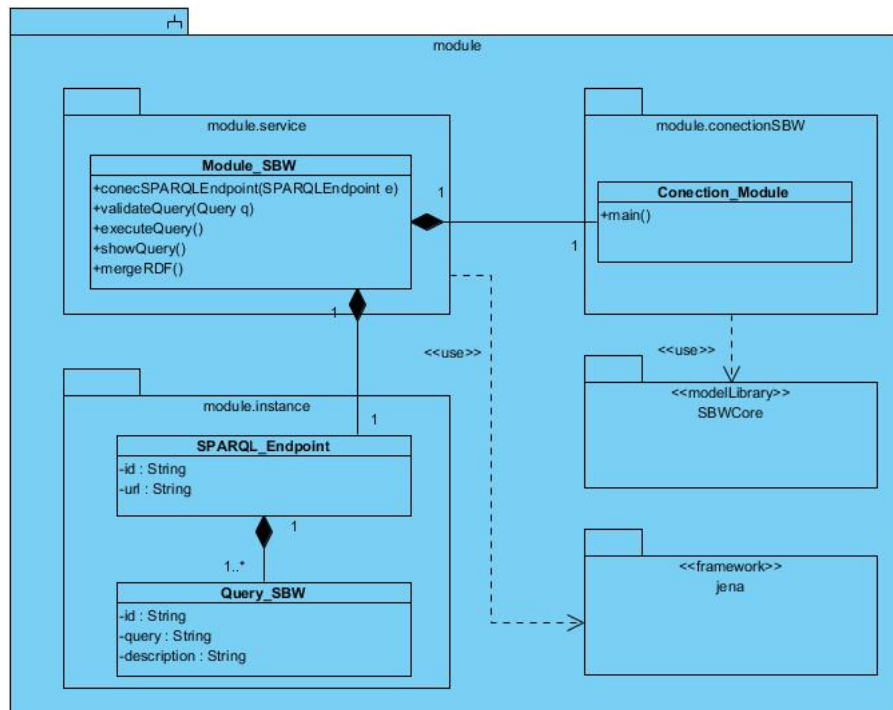 module
module.service
Module_SBW
+conecSPARQLEndpoint(SPARQLEndpoint e)
+validateQuery(Query q)
+executeQuery()
+showQuery()
+mergeRDF()
1
1
module.conectionSBW
Conection_Module
+main()
1
1
<<use>>
<<use>>
<<modelLibrary>>
SBWCore
module.instance
SPARQL_Endpoint
-id : String
-url : String
1
1..*
Query_SBW
-id : String
-query : String
-description : String
<<framework>>
jena